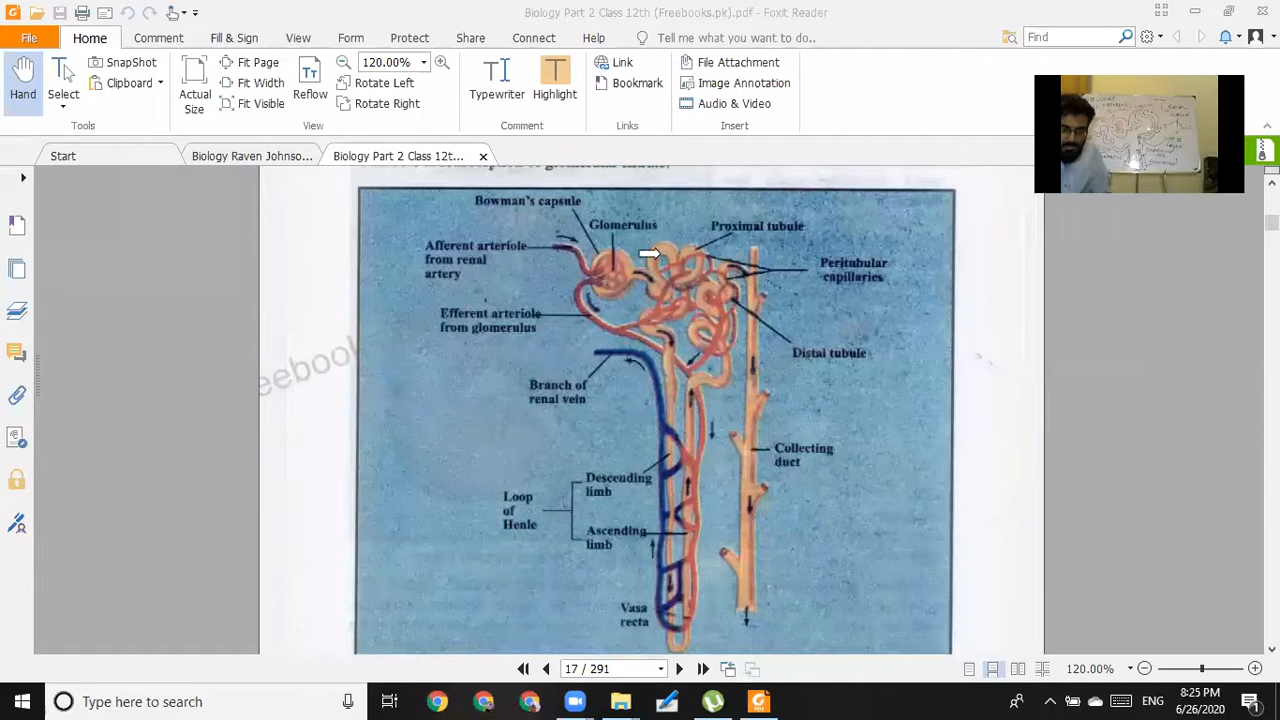 Biology Part 2 Class 12th (Freebooks.pk).pdf - Foxit Reader
File Home Comment Fill & Sign View Form Protect Share Connect Help Tell me what you want to do.. Find
Hand
Select
SnapShot
Clipboard
Tools
Actual
Size
Fit Page
Fit Width
Fit Visible
Reflow
120.00%
Rotate Left
Rotate Right
View
Typewriter
Highlight
Comment
Link
Bookmark
Links
File Attachment
Image Annotation
Audio & Video
Insert
Start
Biology Raven Johnso...
Biology Part 2 Class 12t...
Bowman's capsule
Glomerulus
Proximal tubule
Afferent arteriole
from renal
artery
Peritubular
capillaries
Efferent arteriole
from glomerulus
Distal tubule
Branch of
renal vein
Collecting
duct
Descending
limb
Loop
of
Henle
Ascending
limb
Vasa
recta
17 / 291
120.00%
Type here to search
ENG
8:25 PM
6/26/2020